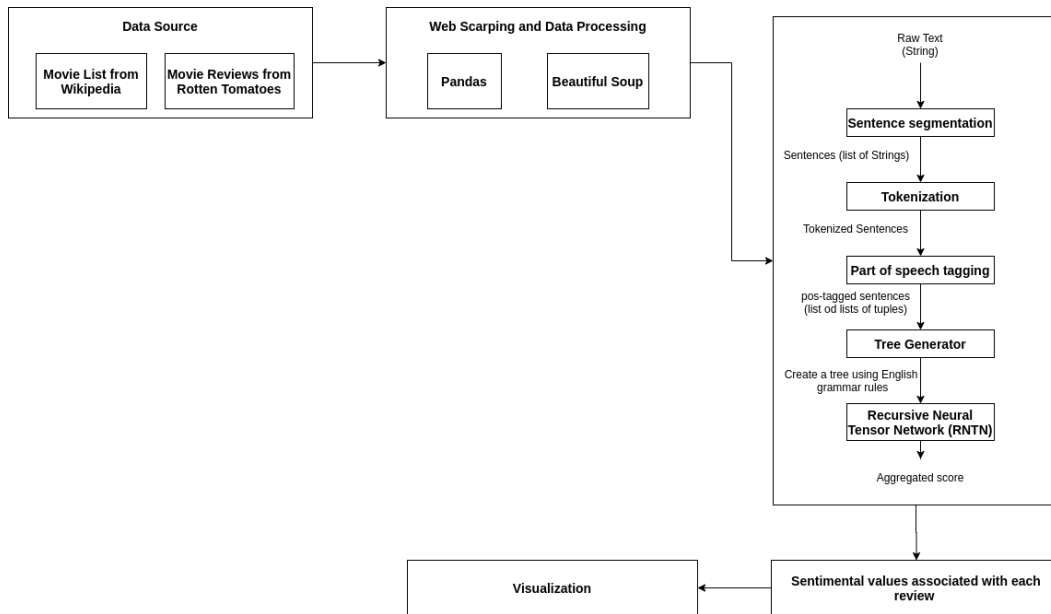 Data Source
Movie List from
Wikipedia
Movie Reviews from
Rotten Tomatoes
Web Scarping and Data Processing
Pandas
Beautiful Soup
Raw Text
(String)
Sentence segmentation
Sentences (list of Strings)
Tokenization
Tokenized Sentences
Part of speech tagging
pos-tagged sentences
(list od lists of tuples)
Tree Generator
Create a tree using English
grammar rules
Recursive Neural
Tensor Network (RNTN)
Aggregated score
Sentimental values associated with each
review
Visualization